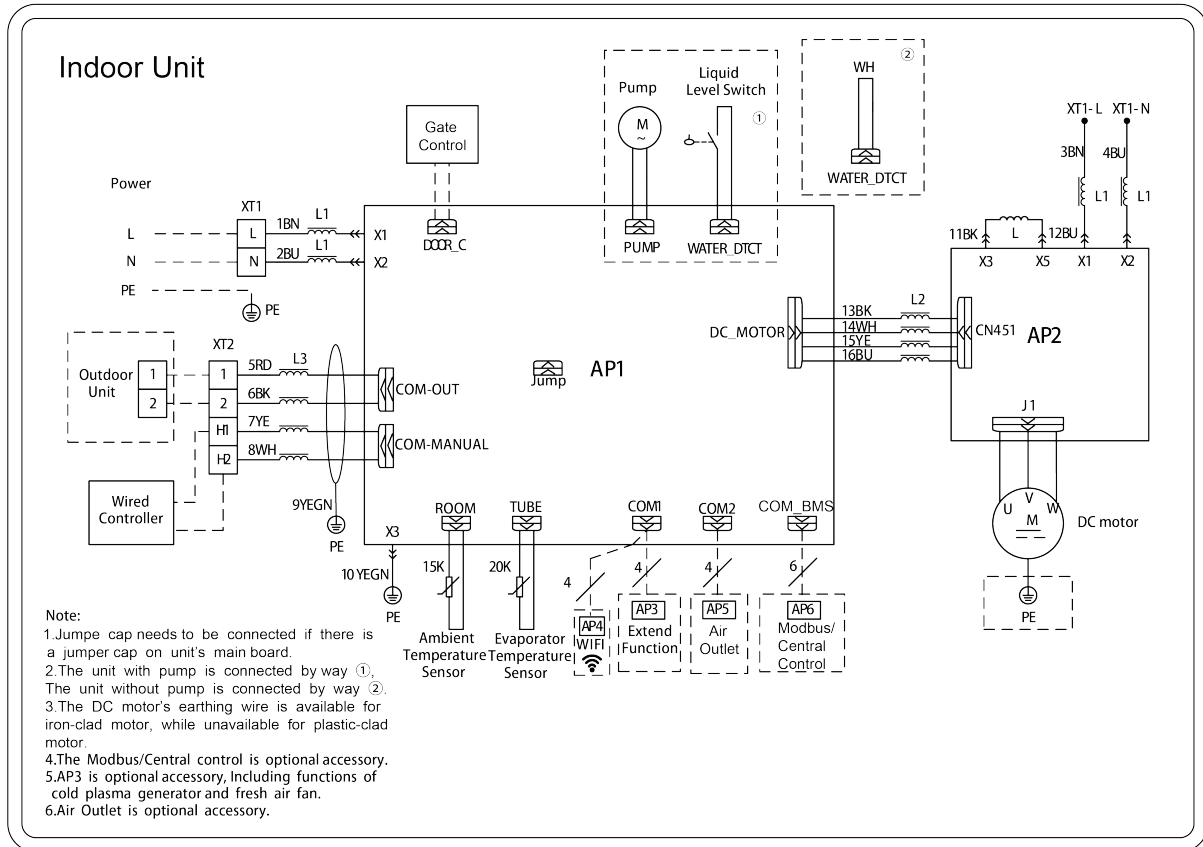 Indoor Unit
Power
XT1
L
L
1BN
L1
X1
N
N
2BU
L1
X2
PE
PE
Gate
Control
DOOR_C
Pump
M
~
PUMP
Liquid
Level Switch
①
WATER_DTCT
②
WH
WATER_DTCT
XT1-L
XT1-N
3BN
4BU
L1
L1
11BK
L
12BU
X3
X5
X1
X2
AP2
CN451
DC_MOTOR
13BK
14WH
15YE
16BU
L2
J1
U
V
W
M
DC motor
PE
Outdoor
Unit
1
2
XT2
1
2
H1
H2
5RD
L3
6BK
7YE
8WH
COM-OUT
COM-MANUAL
Wired
Controller
9YEGN
PE
Jump
AP1
X3
10 YEGN
PE
ROOM
TUBE
COM1
COM2
COM_BMS
15K
20K
4
4
4
6
Ambient
Temperature
Sensor
Evaporator
Temperature
Sensor
AP4
WIFI
AP3
Extend
Function
AP5
Air
Outlet
AP6
Modbus/
Central
Control
Note:
1.Jumpe cap needs to be connected if there is
a jumper cap on unit's main board.
2.The unit with pump is connected by way ①,
The unit without pump is connected by way ②.
3.The DC motor's earthing wire is available for
iron-clad motor, while unavailable for plastic-clad
motor.
4.The Modbus/Central control is optional accessory.
5.AP3 is optional accessory, Including functions of
cold plasma generator and fresh air fan.
6.Air Outlet is optional accessory.